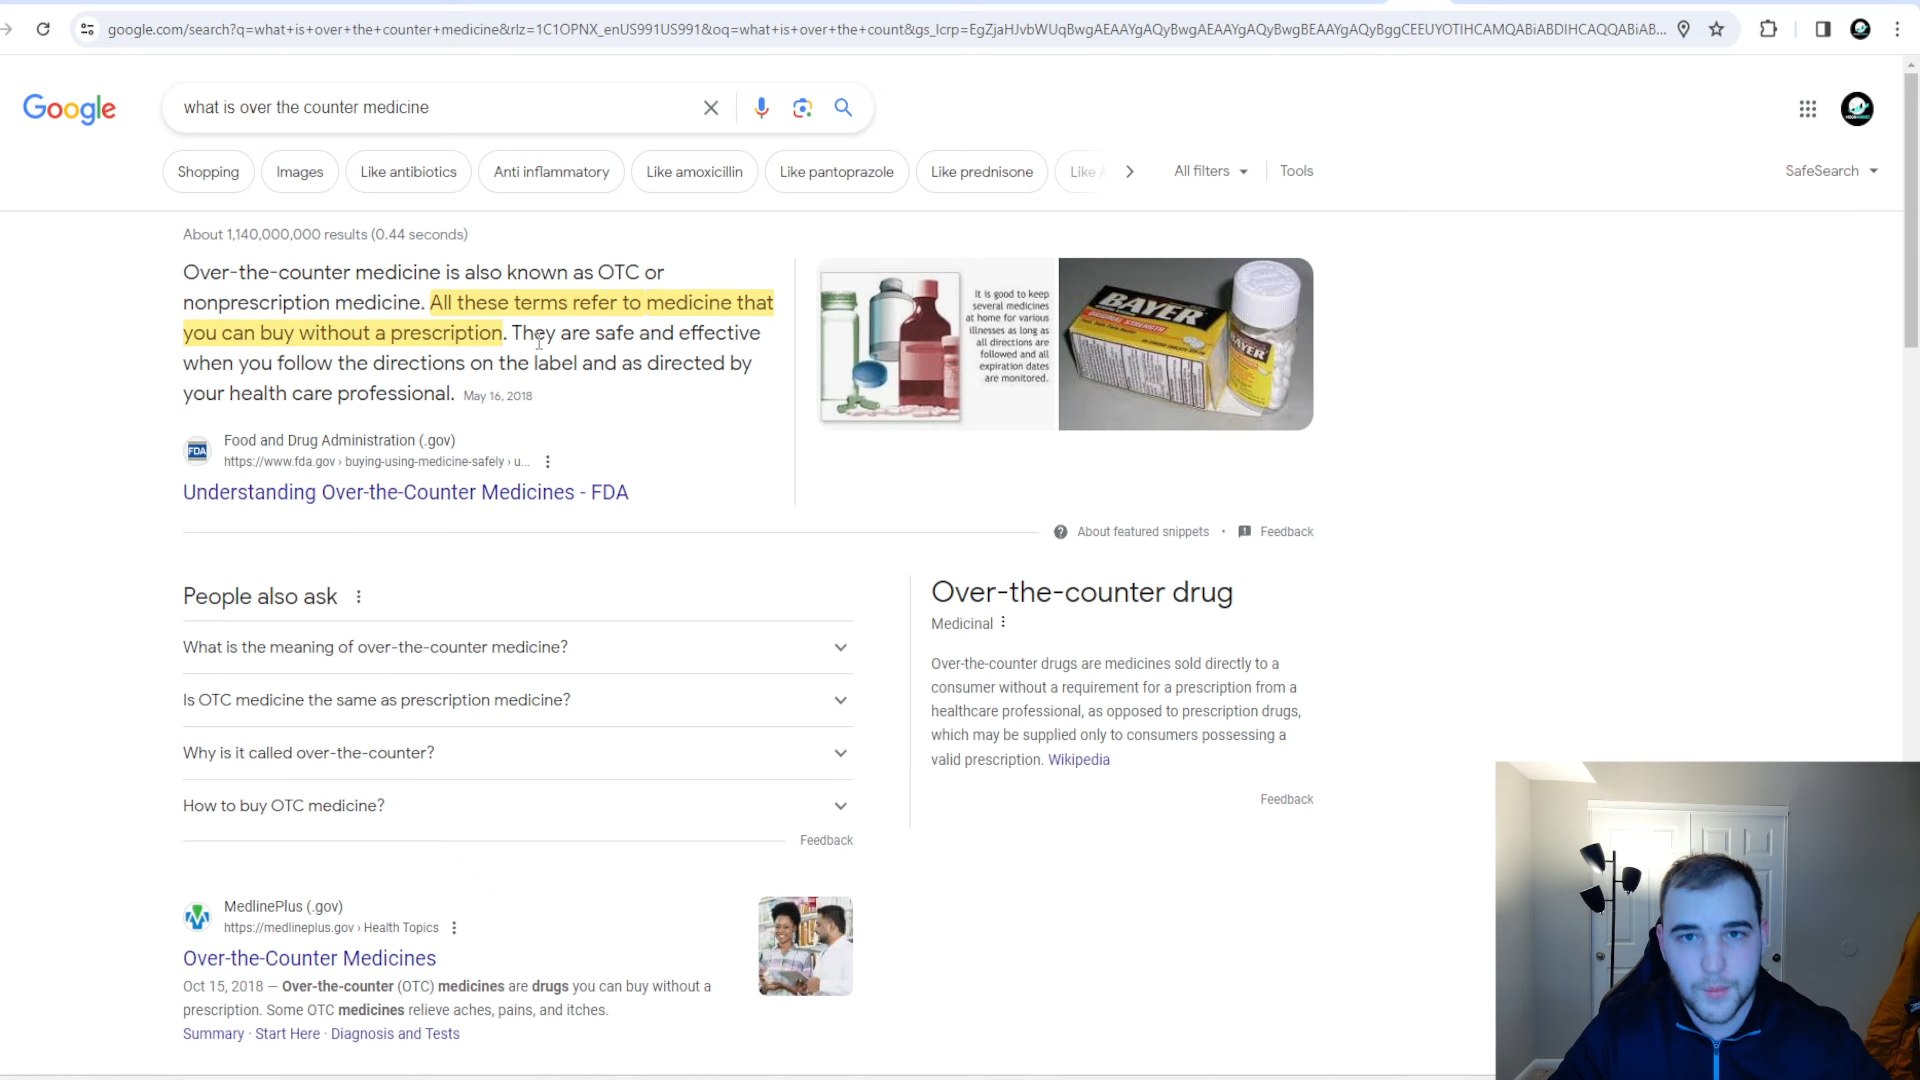 google.com/search?q=what+is+over+the+counter+medicine&rlz=1C1OPNX_enUS991US991&oq=what+is+over+the+count&gs_lcrp=EgZjaHJvbWUqBwgAEAAYgAQyBwgAEAAYgAQyBwgBEAAYgAQyBggCEEUYOTIHCAMQABiABDIHCAQQABiAB...
Google
what is over the counter medicine
Shopping
Images
Like antibiotics
Anti inflammatory
Like amoxicillin
Like pantoprazole
Like prednisone
Like
All filters
Tools
SafeSearch
About 1,140,000,000 results (0.44 seconds)
Over-the-counter medicine is also known as OTC or
nonprescription medicine. All these terms refer to medicine that
you can buy without a prescription. They are safe and effective
when you follow the directions on the label and as directed by
your health care professional. May 16, 2018
It is good to keep
several medicines
at home for various
illnesses as long as
all directions are
followed and all
expiration dates
are monitored.
BAYER
BAYER
FDA
Food and Drug Administration (.gov)
https://www.fda.gov › buying-using-medicine-safely › u...
Understanding Over-the-Counter Medicines - FDA
About featured snippets • Feedback
People also ask
What is the meaning of over-the-counter medicine?
Is OTC medicine the same as prescription medicine?
Why is it called over-the-counter?
How to buy OTC medicine?
Feedback
Over-the-counter drug
Medicinal
Over-the-counter drugs are medicines sold directly to a
consumer without a requirement for a prescription from a
healthcare professional, as opposed to prescription drugs,
which may be supplied only to consumers possessing a
valid prescription. Wikipedia
Feedback
MedlinePlus (.gov)
https://medlineplus.gov › Health Topics
Over-the-Counter Medicines
Oct 15, 2018 — Over-the-counter (OTC) medicines are drugs you can buy without a
prescription. Some OTC medicines relieve aches, pains, and itches.
Summary · Start Here · Diagnosis and Tests